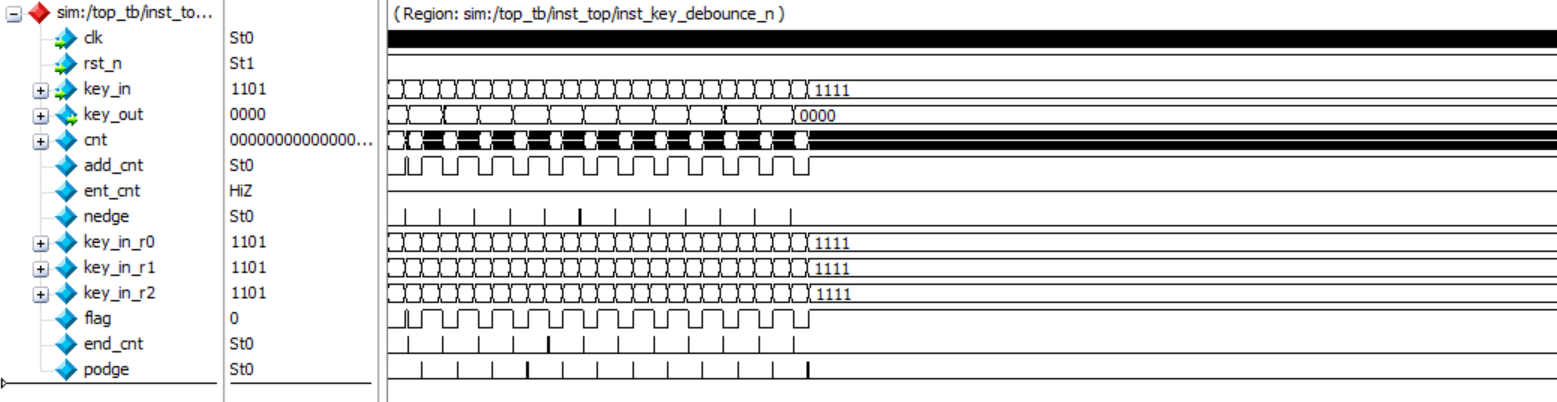 sim:/top_tb/inst_to... ( Region: sim:/top_tb/inst_top/inst_key_debounce_n )
clk St0
rst_n St1
key_in 1101 1111
key_out 0000 0000
cnt 00000000000000...
add_cnt St0
ent_cnt HiZ
nedge St0
key_in_r0 1101 1111
key_in_r1 1101 1111
key_in_r2 1101 1111
flag 0
end_cnt St0
podge St0